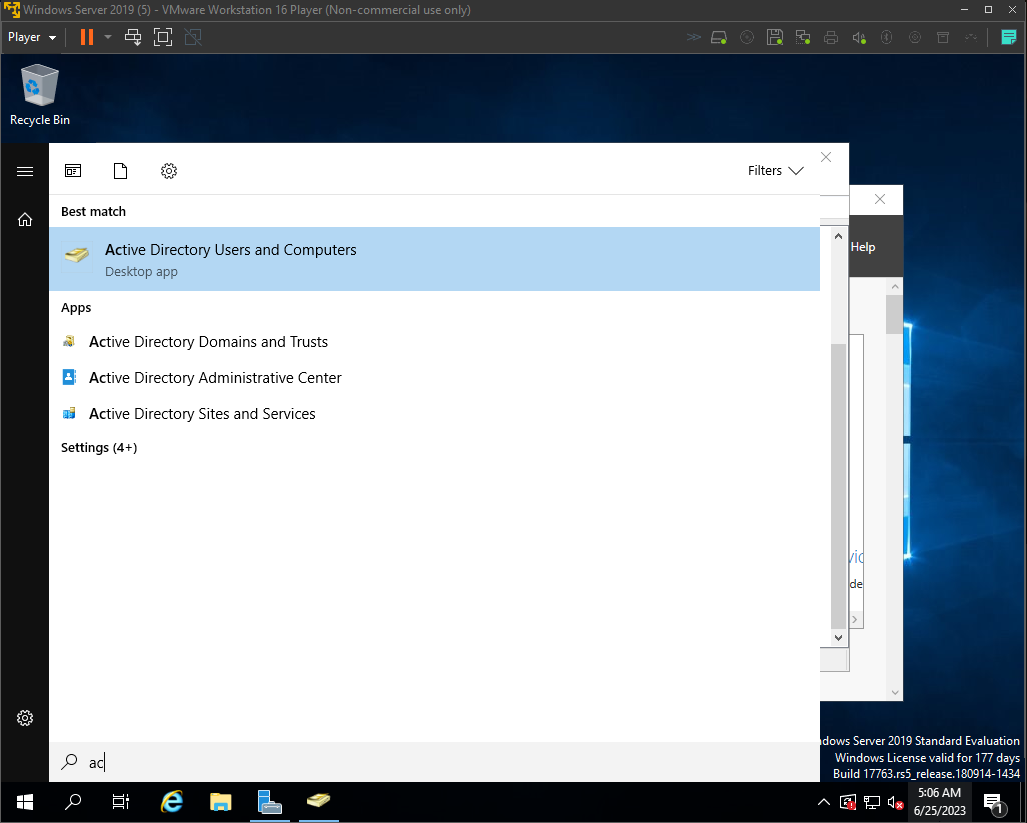 Windows Server 2019 (5) - VMware Workstation 16 Player (Non-commercial use only)
Player
Recycle Bin
Filters
Best match
Active Directory Users and Computers
Desktop app
Help
Apps
Active Directory Domains and Trusts
Active Directory Administrative Center
Active Directory Sites and Services
Settings (4+)
ac
Server 2019 Standard Evaluation
Windows License valid for 177 days
Build 17763.rs5_release.180914-1434
5:06 AM
6/25/2023
1